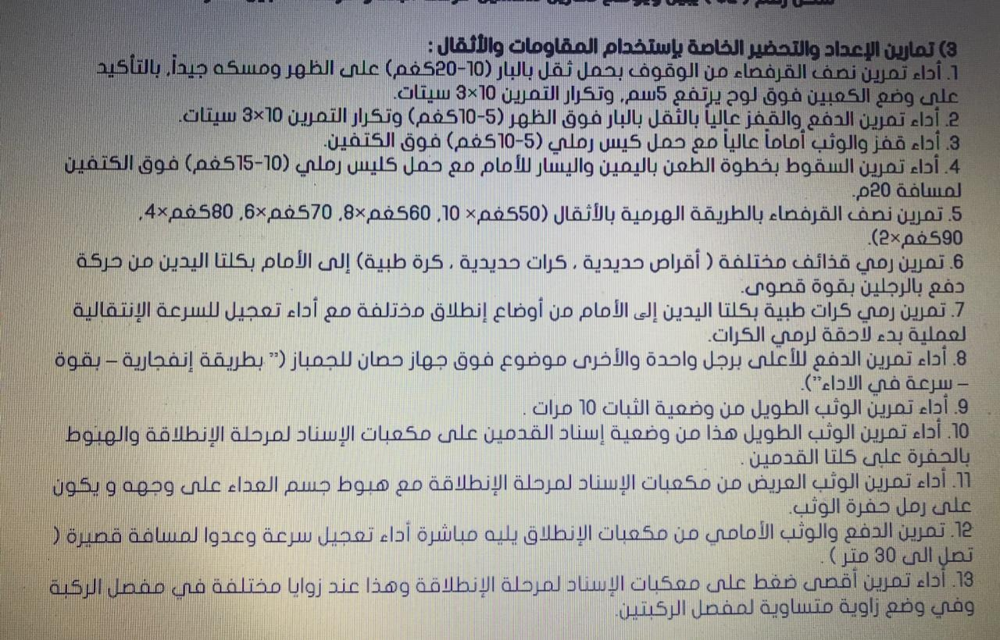 3) تمارين الإعداد والتحضير الخاصة بإستخدام المقاومات والأثقال :
1. أداء تمرين نصف القرفصاء من الوقوف بحمل ثقل بالبار (10-20كغم) على الظهر ومسكه جيداً، بالتأكيد
على وضع الكعبين فوق لوح يرتفع 5سم، وتكرار التمرين 10×3 سيتات.
2. أداء تمرين الدفع والقفز عالياً بالثقل بالبار فوق الظهر (5-10كغم) وتكرار التمرين 10×3 سيتات.
3. أداء قفز والوثب أماماً عالياً مع حمل كيس رملي (5-10كغم) فوق الكتفين.
4. أداء تمرين السقوط بخطوة الطعن باليمين واليسار للأمام مع حمل كليس رملي (10-15كغم) فوق الكتفين
لمسافة 20م.
5. تمرين نصف القرفصاء بالطريقة الهرمية بالأثقال (50كغم× 10, 60كغم×8, 70كغم×6, 80كغم×4,
90كغم×2).
6. تمرين رمي قذائف مختلفة ( أقراص حديدية ، كرات حديدية ، كرة طبية) إلى الأمام بكلتا اليدين من حركة
دفع بالرجلين بقوة قصوى.
7. تمرين رمي كرات طبية بكلتا اليدين إلى الأمام من أوضاع إنطلاق مختلفة مع أداء تعجيل للسرعة الإنتقالية
لعملية بدء لاحقة لرمي الكرات.
8. أداء تمرين الدفع للأعلى برجل واحدة والأخرى موضوع فوق جهاز حصان للجمباز (" بطريقة إنفجارية – بقوة
– سرعة في الاداء").
9. أداء تمرين الوثب الطويل من وضعية الثبات 10 مرات .
10. أداء تمرين الوثب الطويل هذا من وضعية إسناد القدمين على مكعبات الإسناد لمرحلة الإنطلاقة والهبوط
بالحفرة على كلتا القدمين .
11. أداء تمرين الوثب العريض من مكعبات الإسناد لمرحلة الإنطلاقة مع هبوط جسم العداء على وجهه و يكون
على رمل حفرة الوثب.
12. تمرين الدفع والوثب الأمامي من مكعبات الإنطلاق يليه مباشرة أداء تعجيل سرعة وعدوا لمسافة قصيرة (
تصل الى 30 متر ) .
13. أداء تمرين أقصى ضغط على معكبات الإسناد لمرحلة الإنطلاقة وهذا عند زوايا مختلفة في مفصل الركبة
وفي وضع زاوية متساوية لمفصل الركبتين.